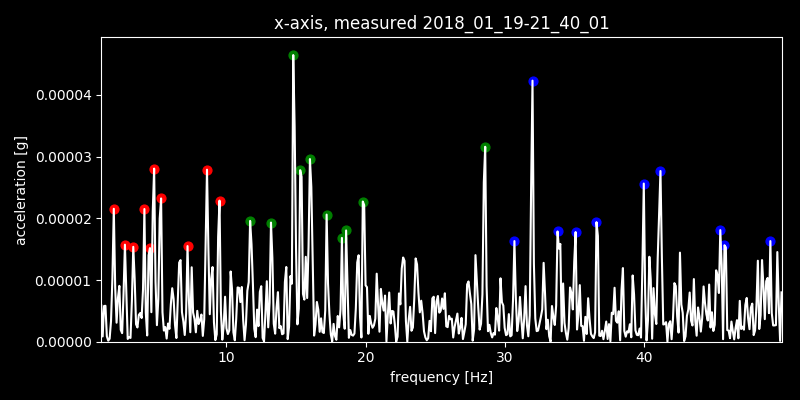 x-axis, measured 2018_01_19-21_40_01
acceleration [g]
0.00004
0.00003
0.00002
0.00001
0.00000
10 20 30 40
frequency [Hz]